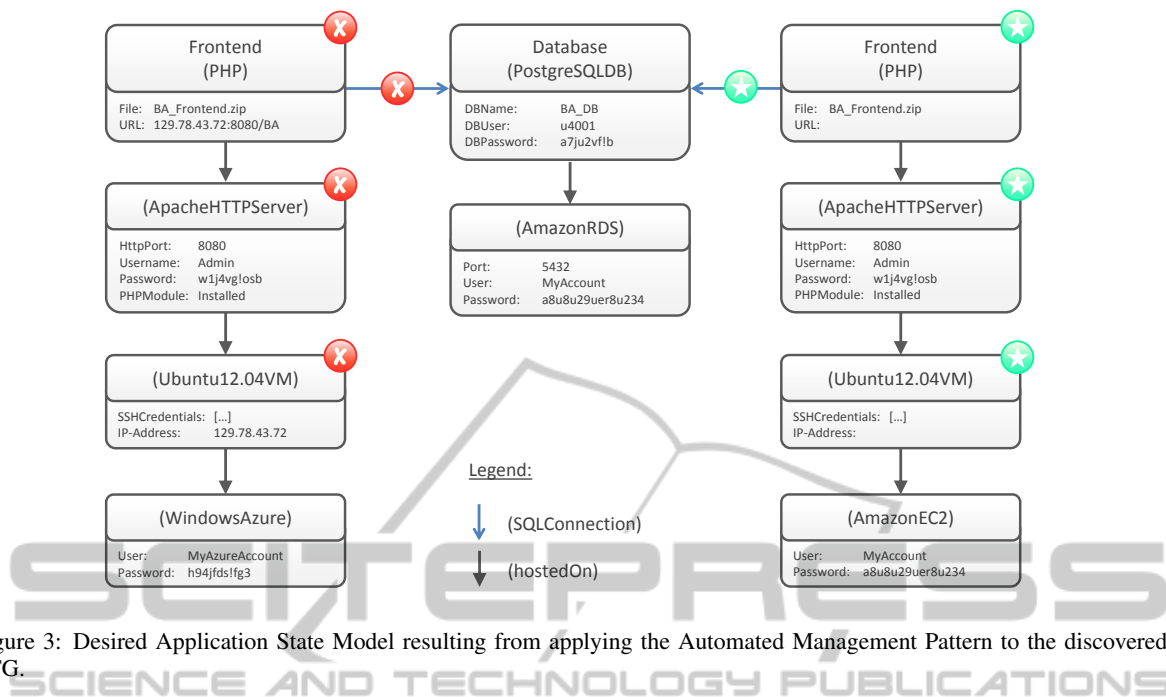 Frontend
(PHP)
File: BA_Frontend.zip
URL: 129.78.43.72:8080/BA
(ApacheHTTPServer)
HttpPort: 8080
Username: Admin
Password: w1j4vg!osb
PHPModule: Installed
(Ubuntu12.04VM)
SSHCredentials: […]
IP-Address: 129.78.43.72
(WindowsAzure)
User: MyAzureAccount
Password: h94jfds!fg3
Database
(PostgreSQLDB)
DBName: BA_DB
DBUser: u4001
DBPassword: a7ju2vf!b
(AmazonRDS)
Port: 5432
User: MyAccount
Password: a8u8u29uer8u234
Legend:
(SQLConnection)
(hostedOn)
Frontend
(PHP)
File: BA_Frontend.zip
URL:
(ApacheHTTPServer)
HttpPort: 8080
Username: Admin
Password: w1j4vg!osb
PHPModule: Installed
(Ubuntu12.04VM)
SSHCredentials: […]
IP-Address:
(AmazonEC2)
User: MyAccount
Password: a8u8u29uer8u234
SCITEPRESS
gure 3: Desired Application State Model resulting from applying the Automated Management Pattern to the discovered
TG.
SCIENCE AND TECHNOLOGY PUBLICATIONS